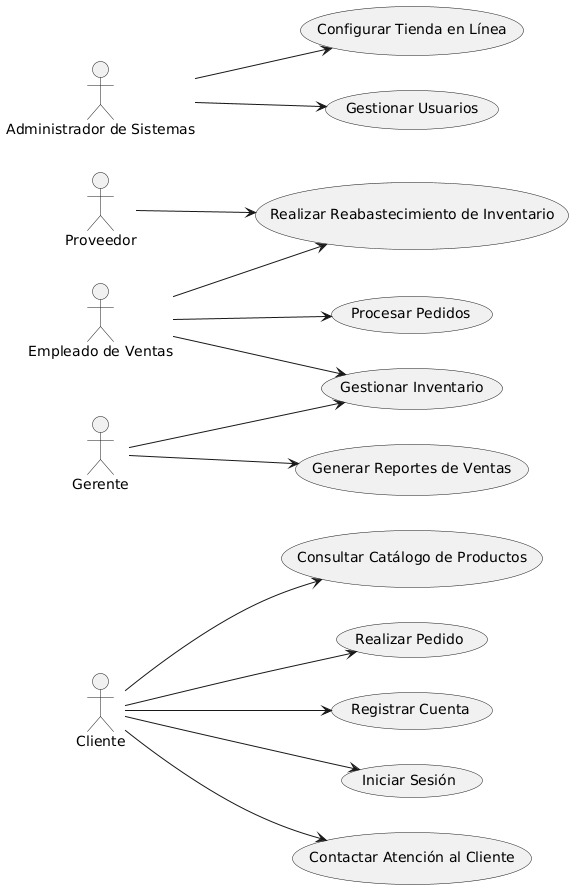 Configurar Tienda en Línea
Gestionar Usuarios
Administrador de Sistemas
Realizar Reabastecimiento de Inventario
Proveedor
Procesar Pedidos
Empleado de Ventas
Gestionar Inventario
Generar Reportes de Ventas
Gerente
Consultar Catálogo de Productos
Realizar Pedido
Registrar Cuenta
Cliente
Iniciar Sesión
Contactar Atención al Cliente